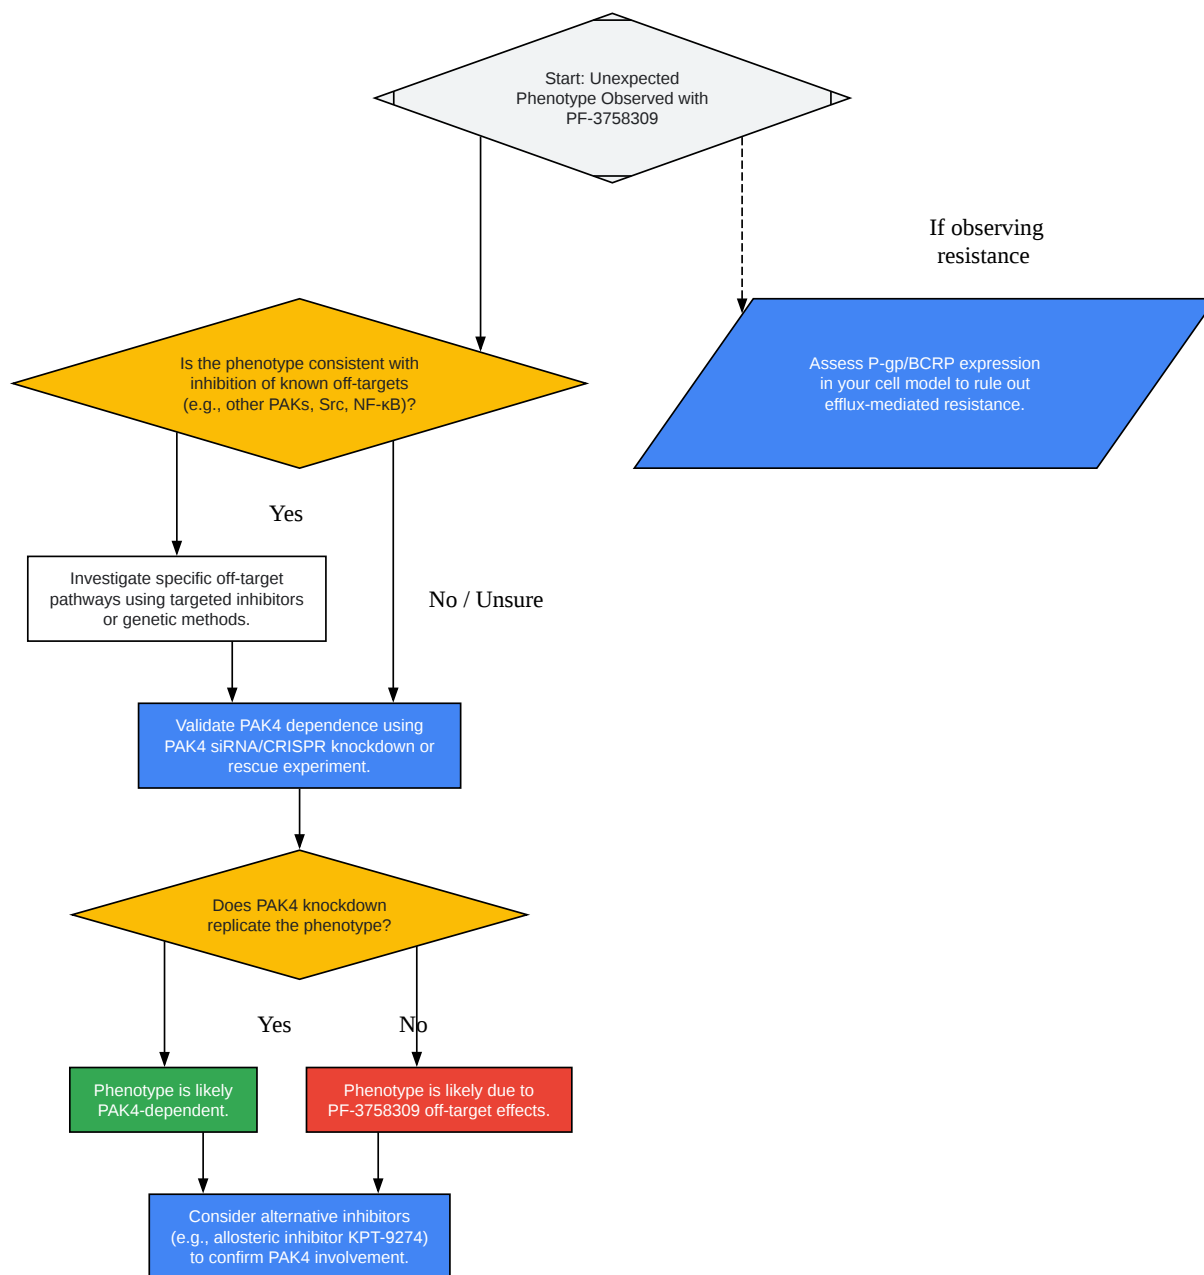 Start: Unexpected
Phenotype Observed with
PF-3758309
If observing
resistance
Is the phenotype consistent with
inhibition of known off-targets
(e.g., other PAKs, Src, NF-κB)?
Assess P-gp/BCRP expression
in your cell model to rule out
efflux-mediated resistance.
Yes
No / Unsure
Investigate specific off-target
pathways using targeted inhibitors
or genetic methods.
Validate PAK4 dependence using
PAK4 siRNA/CRISPR knockdown or
rescue experiment.
Does PAK4 knockdown
replicate the phenotype?
Yes
No
Phenotype is likely
PAK4-dependent.
Phenotype is likely due to
PF-3758309 off-target effects.
Consider alternative inhibitors
(e.g., allosteric inhibitor KPT-9274)
to confirm PAK4 involvement.